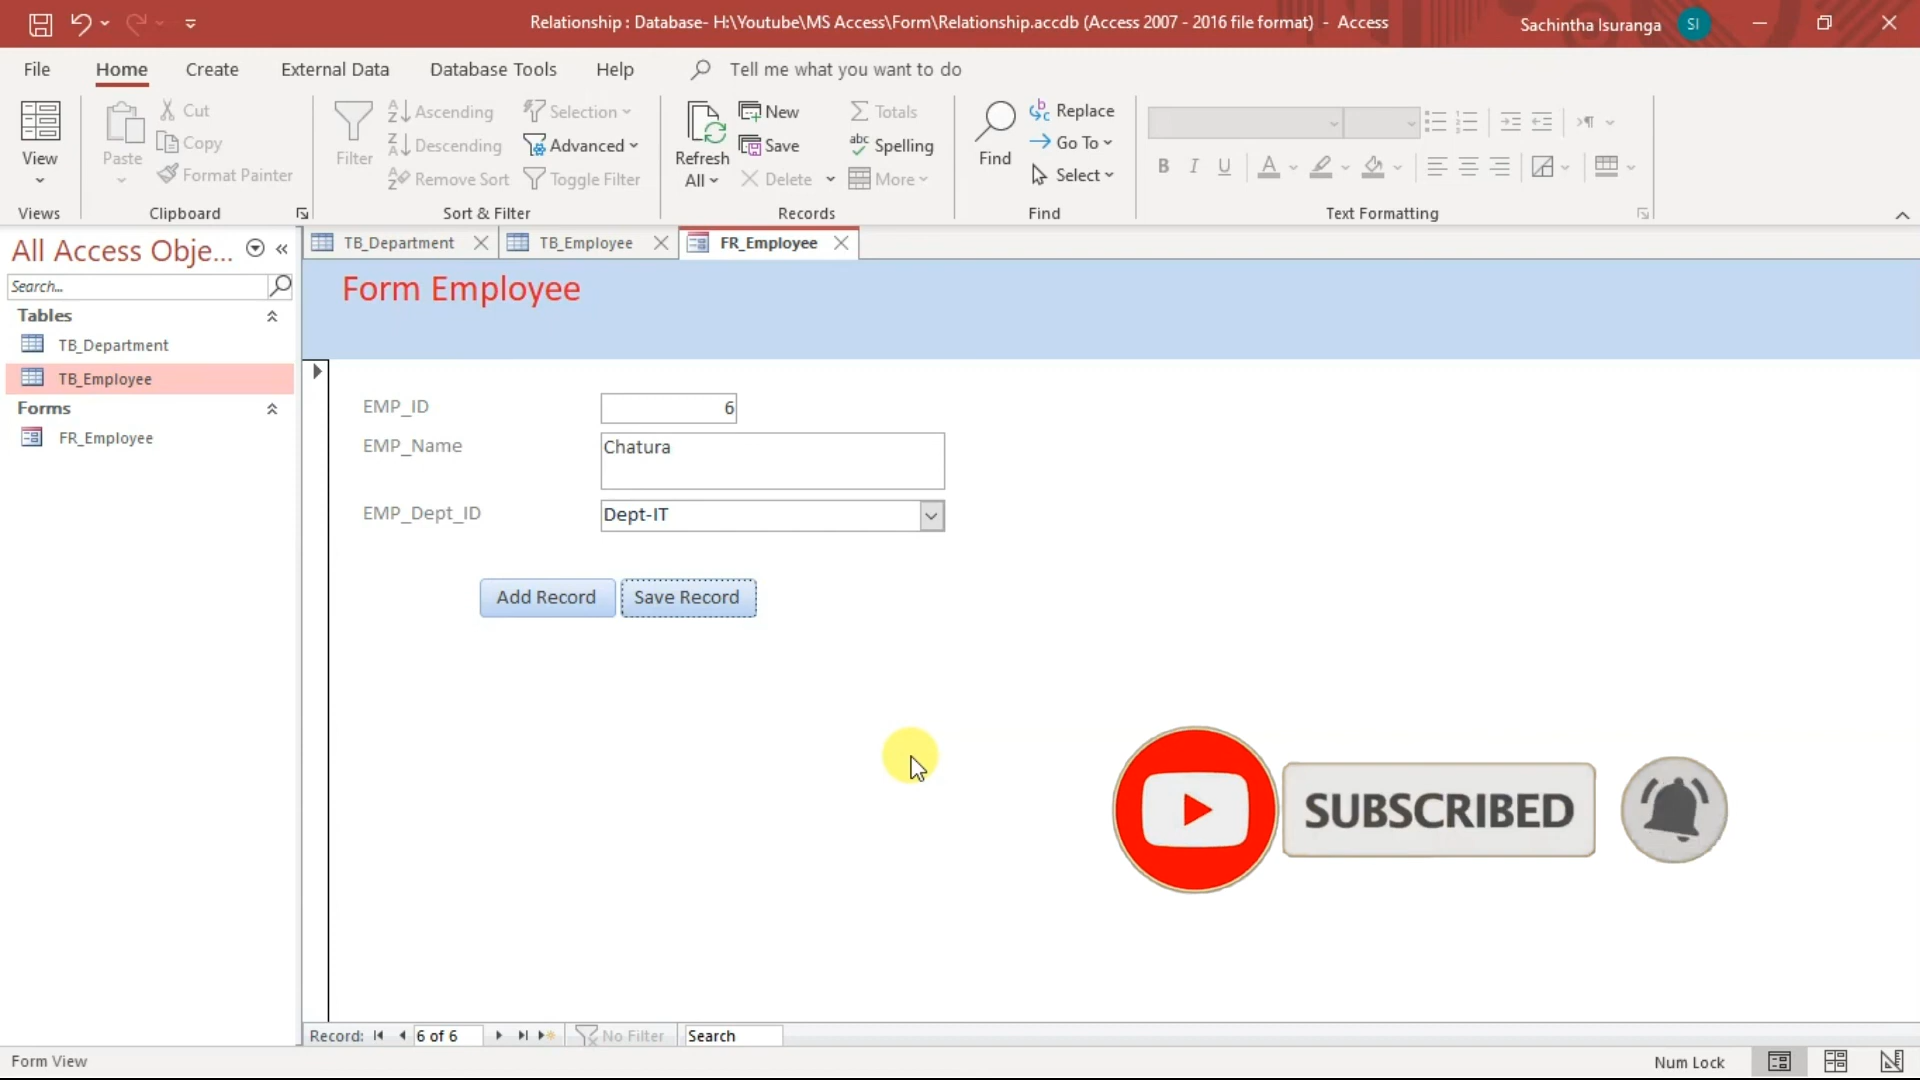 Relationship : Database- H:\Youtube\MS Access\Form\Relationship.accdb (Access 2007 - 2016 file format) - Access
Sachintha Isuranga SI
File Home Create External Data Database Tools Help Tell me what you want to do
View
Views
Paste
Cut
Copy
Format Painter
Clipboard
Filter
Ascending
Descending
Remove Sort
Selection
Advanced
Toggle Filter
Sort & Filter
Refresh
All
New
Save
Delete
Totals
Spelling
More
Records
Find
Replace
Go To
Select
Find
B I U A
Text Formatting
All Access Obje...
Search...
Tables
TB_Department
TB_Employee
Forms
FR_Employee
TB_Department TB_Employee FR_Employee
Form Employee
EMP_ID 6
EMP_Name Chatura
EMP_Dept_ID Dept-IT
Add Record Save Record
SUBSCRIBED
Record: 6 of 6 No Filter Search
Form View Num Lock